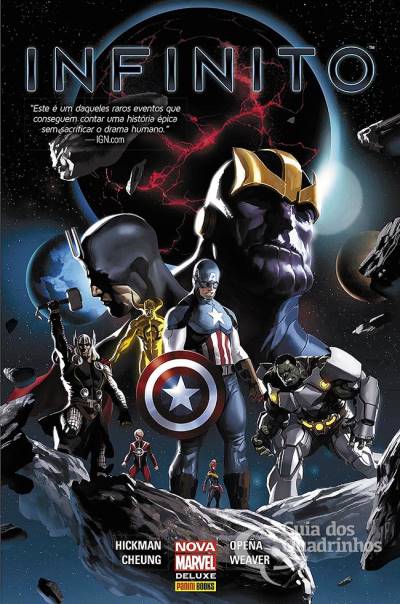 INFINITO™
"Este é um daqueles raros eventos que
conseguem contar uma história épica
sem sacrificar o drama humano."
— IGN.com
HICKMAN
CHEUNG
NOVA
MARVEL
DELUXE
PANINI BOOKS
OPEÑA
WEAVER
Guia dos
Quadrinhos